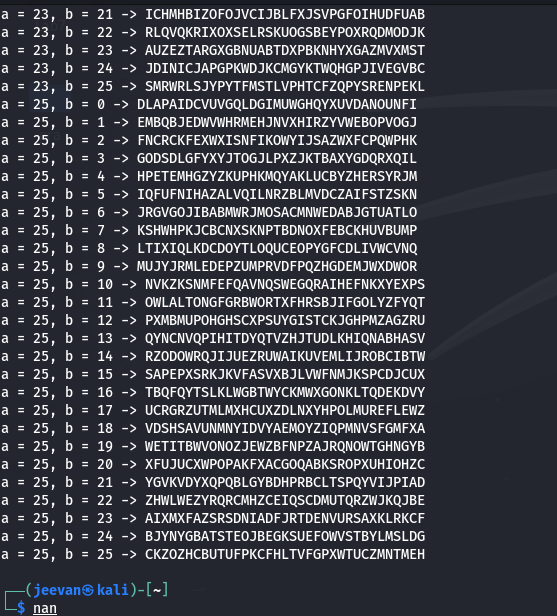 a = 23, b = 21 -> ICHMHBIZOFOJVCIJBLFXJSVPGFOIHUDFUAB
a = 23, b = 22 -> RLQVQKRIXOXSELRSKUOGSBEYPOXRQDMODJK
a = 23, b = 23 -> AUZEZTARGXGBNUABTDXPBKNHYXGAZMVXMST
a = 23, b = 24 -> JDINICJAPGPKWDJKCMGYKTWQHGPJIVEGVBC
a = 23, b = 25 -> SMRWRLSJYPYTFMSTLVPHTCFZQPYSRENPEKL
a = 25, b = 0 -> DLAPAIDCVUVGQLDGIMUWGHQYXUVDANOUNFI
a = 25, b = 1 -> EMBQBJEDWVWHRMEHJNVXHIRZYVWEBOPVOGJ
a = 25, b = 2 -> FNCRCKFEXWXISNFIKOWYIJSAZWXFCPQWPHK
a = 25, b = 3 -> GODSDLGFYXYJTOGJLPXZJKTBAXYGDQRXQIL
a = 25, b = 4 -> HPETEMHGZYZKUPHKMQYAKLUCBYZHERSYRJM
a = 25, b = 5 -> IQFUFNIHAZALVQILNRZBLMVDCZAIFSTZSKN
a = 25, b = 6 -> JRGVGOJIBABMWRJMOSACMNWEDABJGTUATLO
a = 25, b = 7 -> KSHWHPKJCBCNXSKNPTBDNOXFEBCKHUVBUMP
a = 25, b = 8 -> LTIXIQLKDCDOYTLOQUCEOPYGFCDLIVWCVNQ
a = 25, b = 9 -> MUJYJRMLEDEPZUMPRVDFPQZHGDEMJWXDWOR
a = 25, b = 10 -> NVKZKSNMFEFQAVNQSWEGQRAIHEFNKXYEXPS
a = 25, b = 11 -> OWLALTONGFGRBWORTXFHRSBJIFGOLYZFYQT
a = 25, b = 12 -> PXMBMUPOHGHSCXPSUYGISTCKJGHPMZAGZRU
a = 25, b = 13 -> QYNCNVQPIHITDYQTVZHJTUDLKHIQNABHASV
a = 25, b = 14 -> RZODOWRQJIJUEZRUWAIKUVEMLIJROBCIBTW
a = 25, b = 15 -> SAPEPXSRKJKVFASVXBJLVWFNMJKSPCDJCUX
a = 25, b = 16 -> TBQFQYTSLKLWGBTWYCKMWXGONKLTQDEKDVY
a = 25, b = 17 -> UCRGRZUTMLMXHCUXZDLNXYHPOLMUREFLEWZ
a = 25, b = 18 -> VDSHSAVUNMNYIDVYAEMOYZIQPMNVSFGMFXA
a = 25, b = 19 -> WETITBWVONOZJEWZBFNPZAJRQNOWTGHNGYB
a = 25, b = 20 -> XFUJUCXWPOPAKFXACGOQABKSROPXUHIOHZC
a = 25, b = 21 -> YGVKVDYXQPQBLGYBDHPRBCLTSPQYVIJPIAD
a = 25, b = 22 -> ZHWLWEZYRQRCMHZCEIQSCDMUTQRZWJKQJBE
a = 25, b = 23 -> AIXMXFAZSRSDNIADFJRTDENVURSAXKLRKCF
a = 25, b = 24 -> BJYNYGBATSTEOJBEGKSUEFOWVSTBYLMSLDG
a = 25, b = 25 -> CKZOZHCBUTUFPKCFHLTVFGPXWTUCZMNTMEH
(jeevan㉿kali)-[~]
$ nan